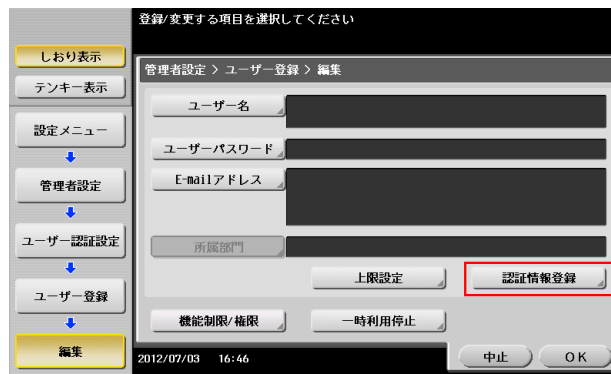 登録/変更する項目を選択してください
しおり表示
テンキー表示
設定メニュー
管理者設定
ユーザー認証設定
ユーザー登録
編集
管理者設定 > ユーザー登録 > 編集
ユーザー名
ユーザーパスワード
E-mailアドレス
所属部門
上限設定
認証情報登録
機能制限/権限
一時利用停止
2012/07/03 16:46
中止
OK